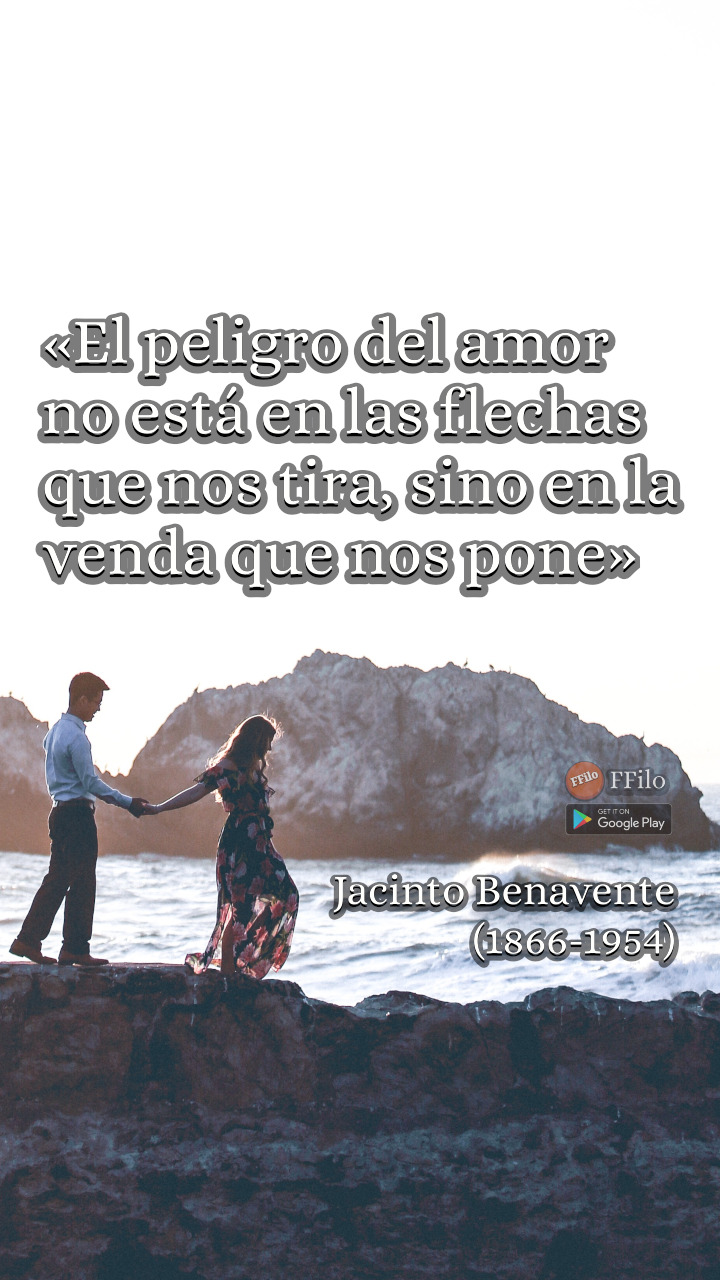 «El peligro del amor
no está en las flechas
que nos tira, sino en la
venda que nos pone»
FFilo FFilo
GET IT ON
Google Play
Jacinto Benavente
(1866-1954)